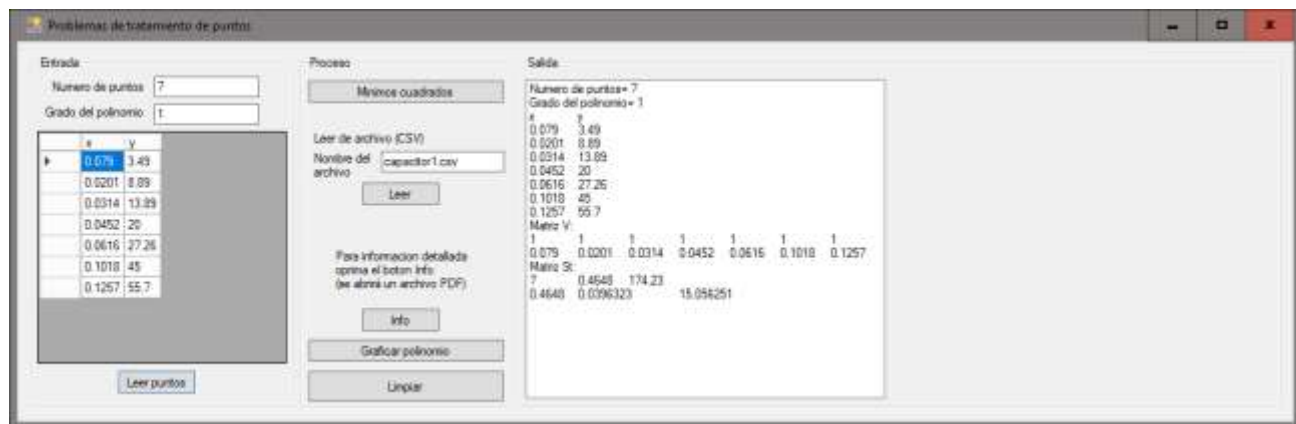 Problemas de tratamiento de puntos
Entrada
Numero de puntos 7
Grado del polinomio 1
x y
0.079 3.49
0.0201 8.89
0.0314 13.89
0.0452 20
0.0616 27.26
0.1018 45
0.1257 55.7
Leer puntos
Proceso
Minimos cuadrados
Leer de archivo (CSV)
Nombre del archivo capacitor1.csv
Leer
Para informacion detallada
oprima el boton Info
(se abrirá un archivo PDF)
Info
Graficar polinomio
Limpiar
Salida
Numero de puntos= 7
Grado del polinomio= 1
x y
0.079 3.49
0.0201 8.89
0.0314 13.89
0.0452 20
0.0616 27.26
0.1018 45
0.1257 55.7
Matriz V:
1 1 1 1 1 1 1
0.079 0.0201 0.0314 0.0452 0.0616 0.1018 0.1257
Matriz St:
7 0.4648 174.23
0.4648 0.0396323 15.056251